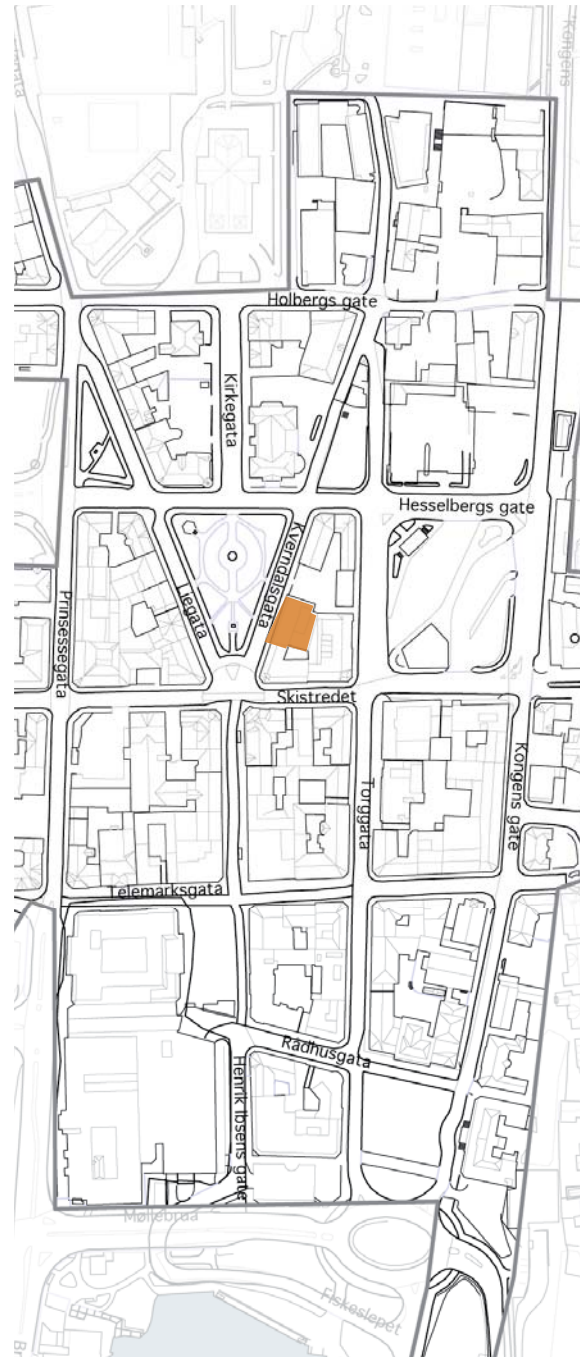 Kongens
Holbergs gate
Kirkegata
Hesselbergs gate
Kverndalsgata
Liegata
Prinsessegata
Skistredet
Torggata
Kongens gate
Telemarksgata
Rådhusgata
Henrik Ibsens gate
Møllebrua
Fiskeslepet